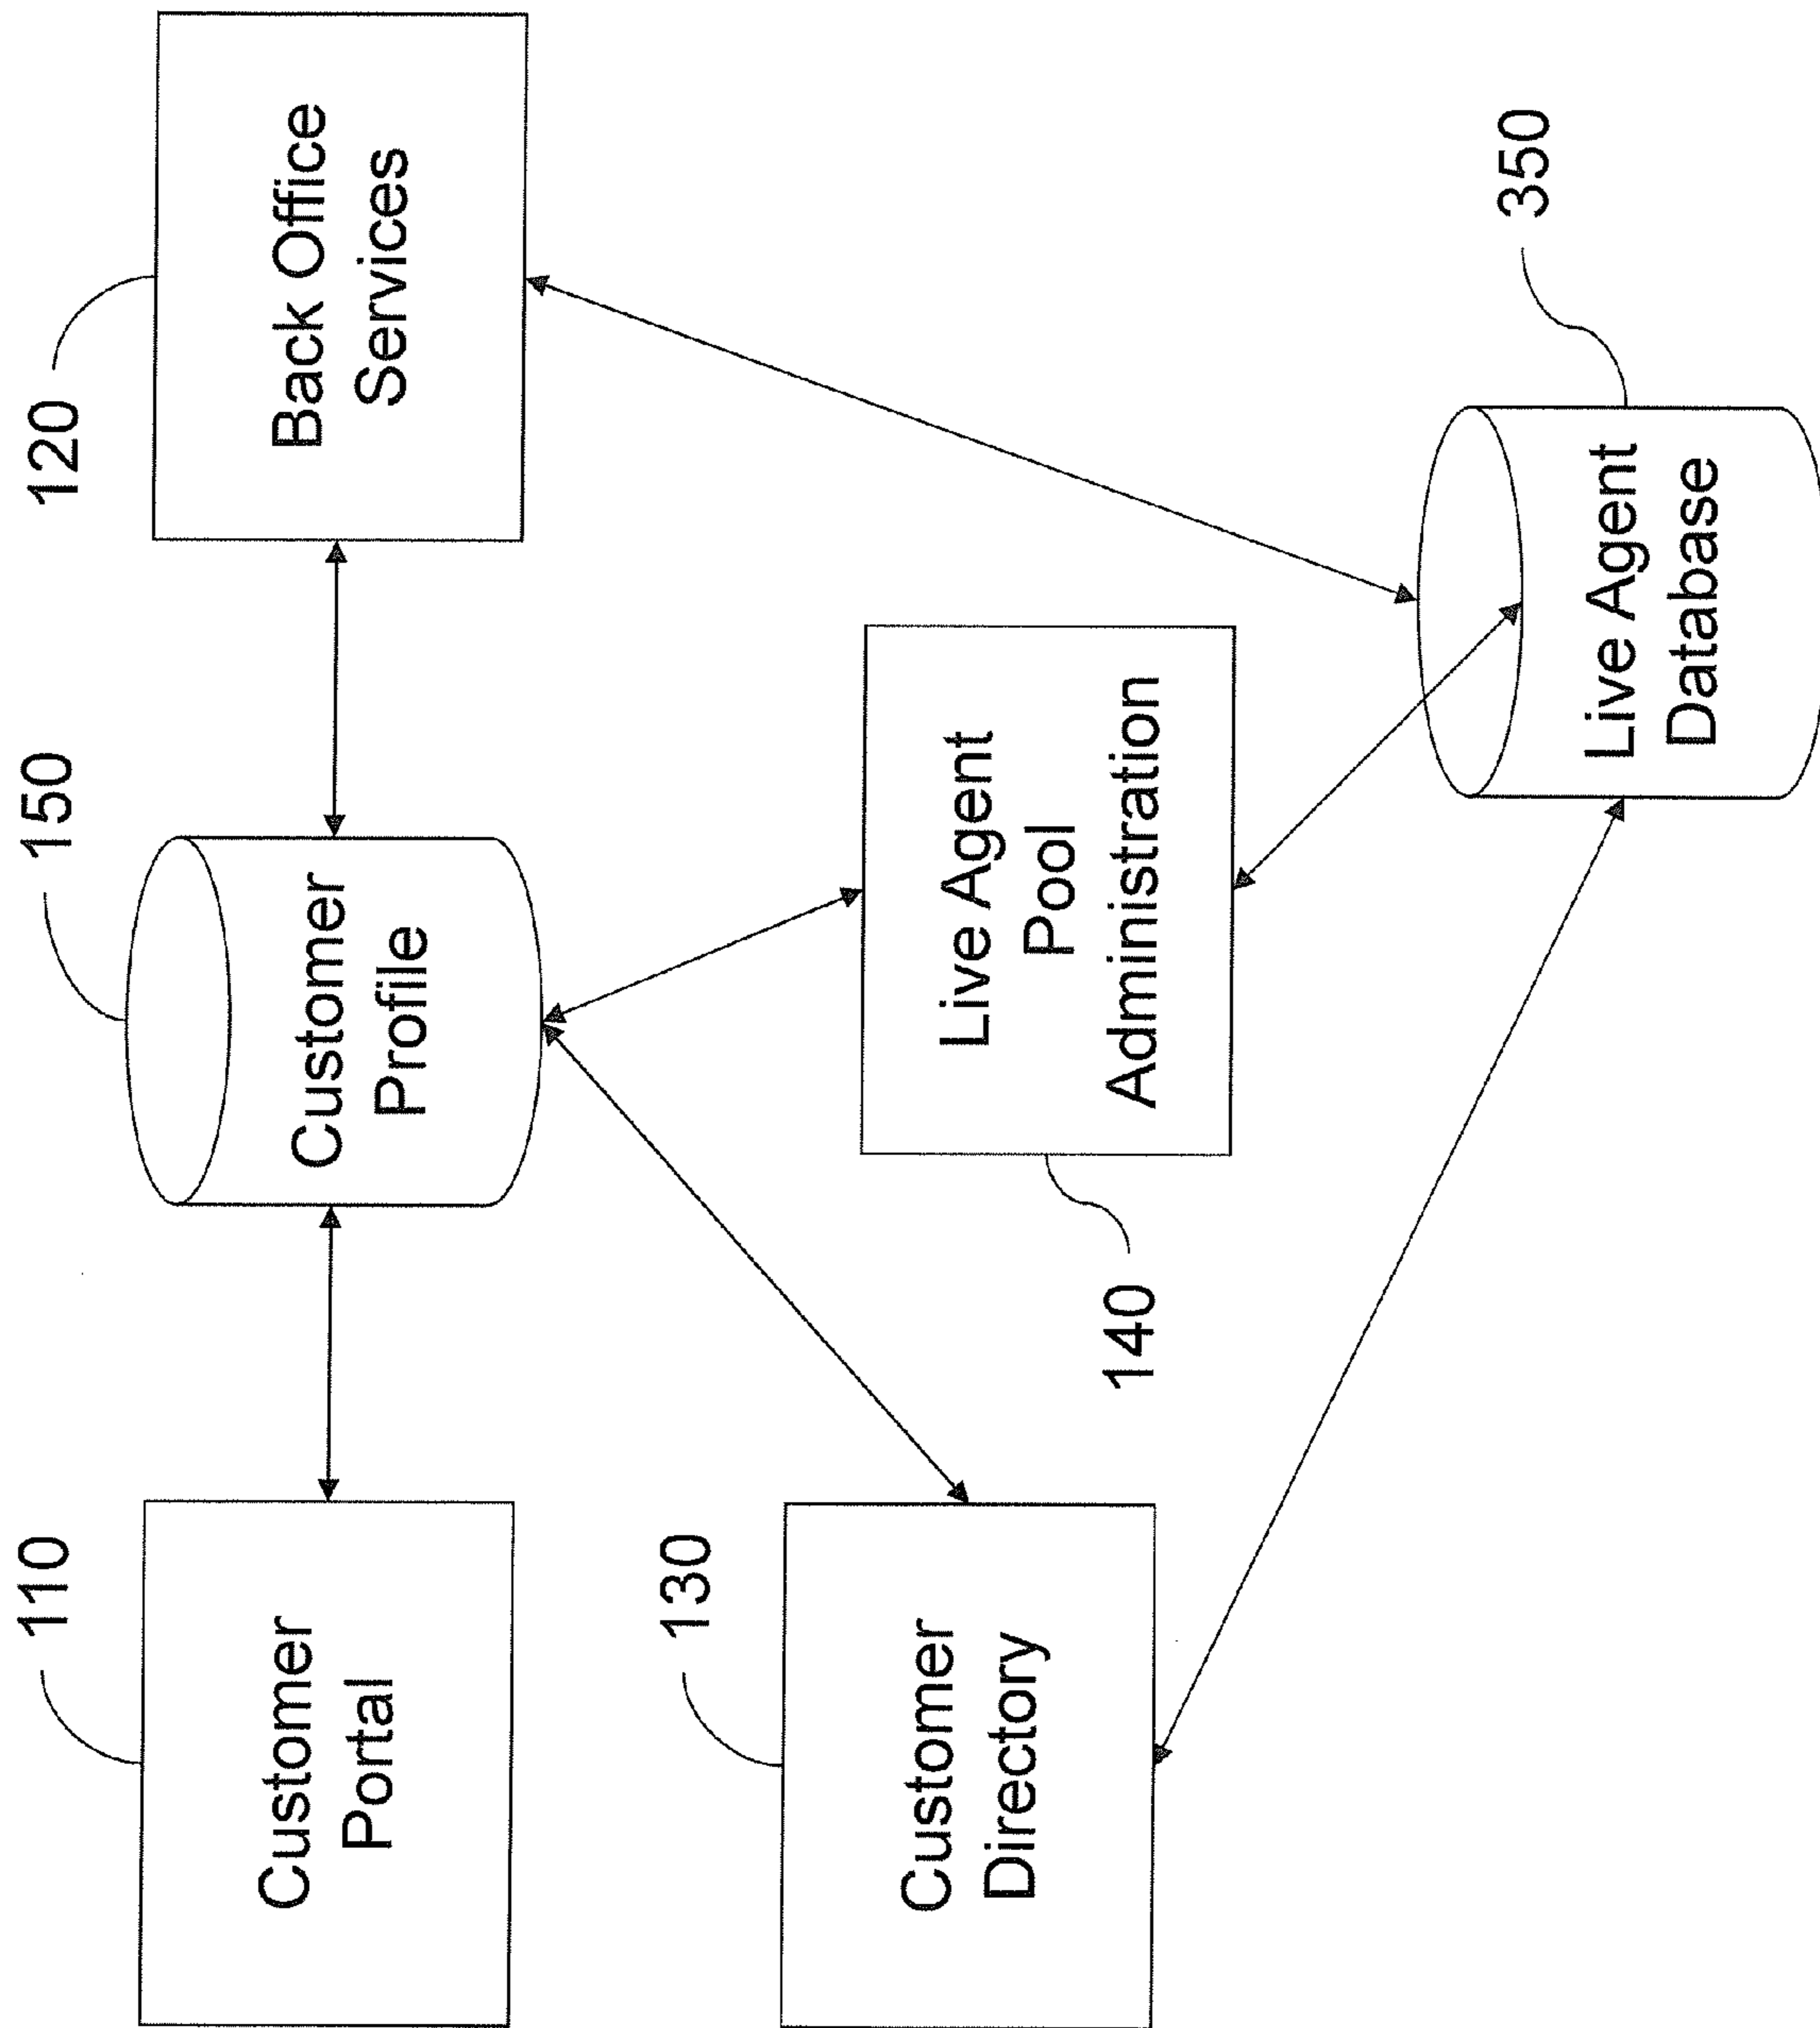 110
Customer
Portal
150
Customer
Profile
120
Back Office
Services
130
Customer
Directory
140
Live Agent
Pool
Administration
350
Live Agent
Database